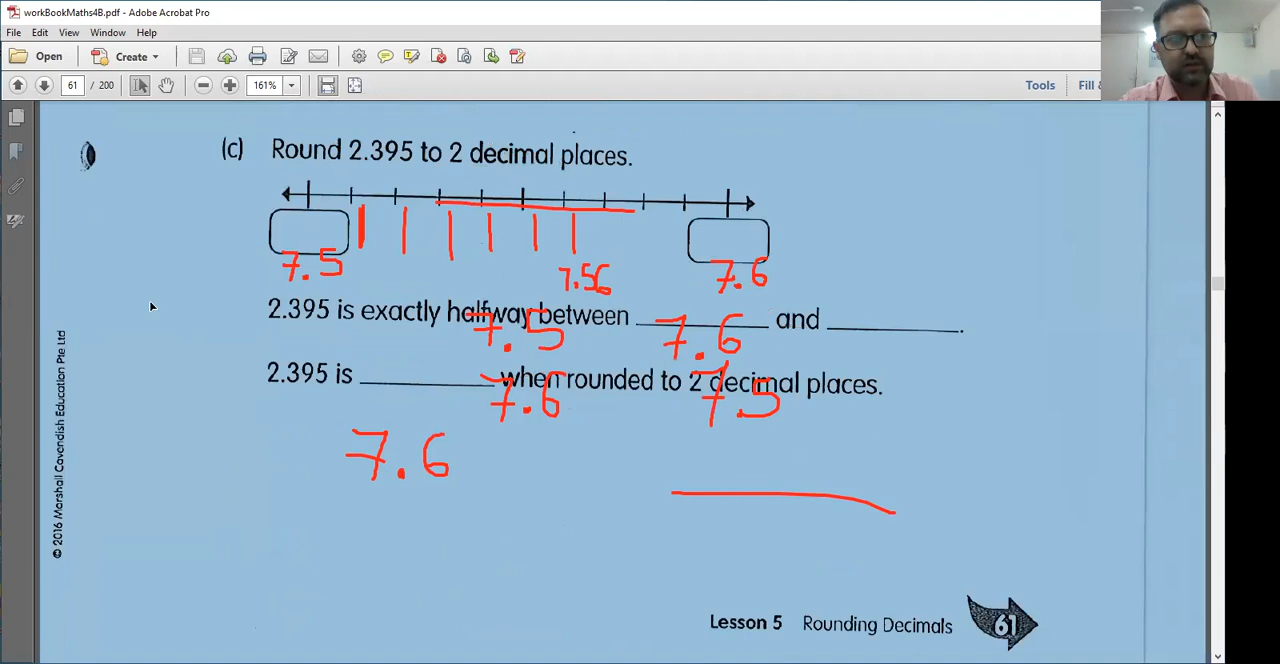 workBookMaths4B.pdf - Adobe Acrobat Pro
File Edit View Window Help
Open Create
61 / 200 161% Tools Fill &
(c) Round 2.395 to 2 decimal places.
7.5 7.56 7.6
2.395 is exactly halfway between ____________ and ____________.
7.5 7.6
2.395 is ____________ when rounded to 2 decimal places.
7.6 7.5
7.6
© 2016 Marshall Cavendish Education Pte Ltd
Lesson 5 Rounding Decimals 61